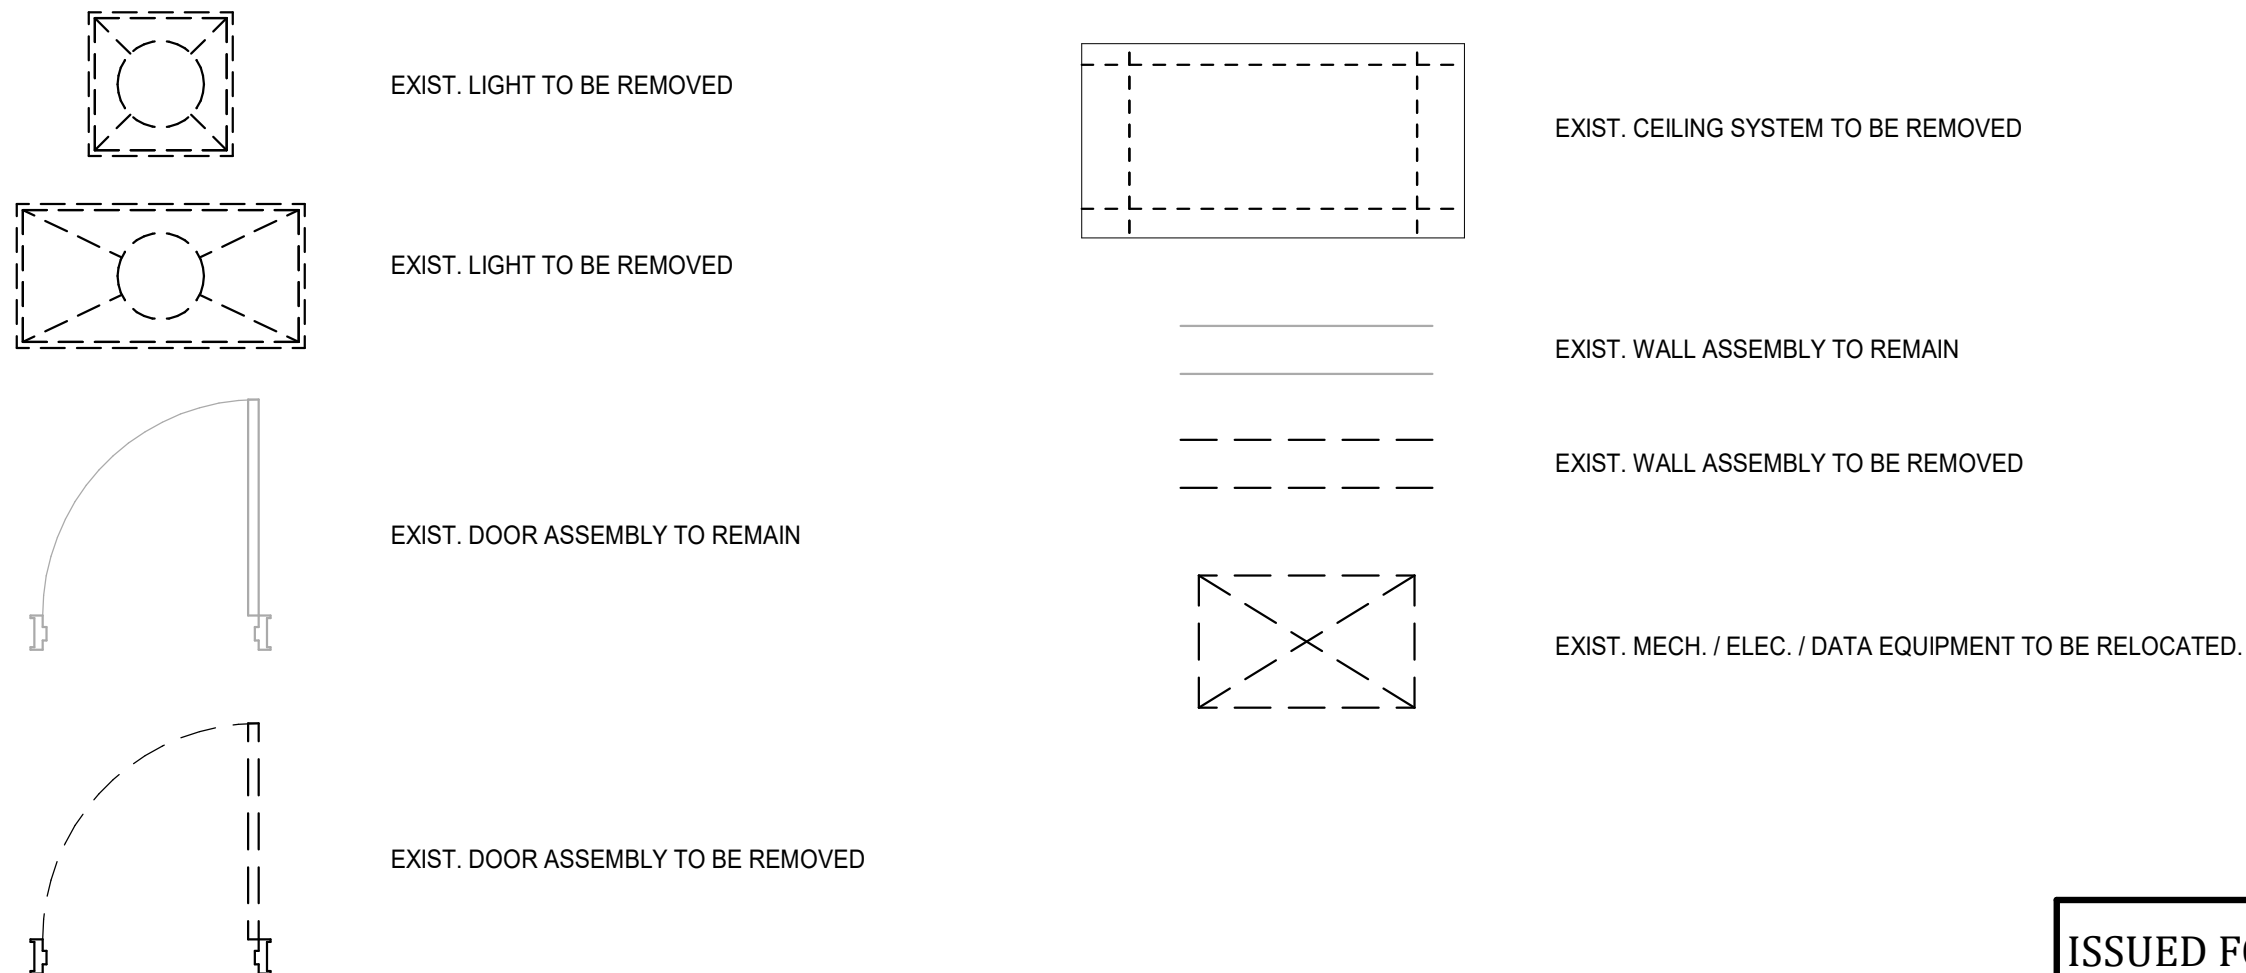 EXIST. LIGHT TO BE REMOVED
EXIST. LIGHT TO BE REMOVED
EXIST. DOOR ASSEMBLY TO REMAIN
EXIST. DOOR ASSEMBLY TO BE REMOVED
EXIST. CEILING SYSTEM TO BE REMOVED
EXIST. WALL ASSEMBLY TO REMAIN
EXIST. WALL ASSEMBLY TO BE REMOVED
EXIST. MECH. / ELEC. / DATA EQUIPMENT TO BE RELOCATED.
ISSUED